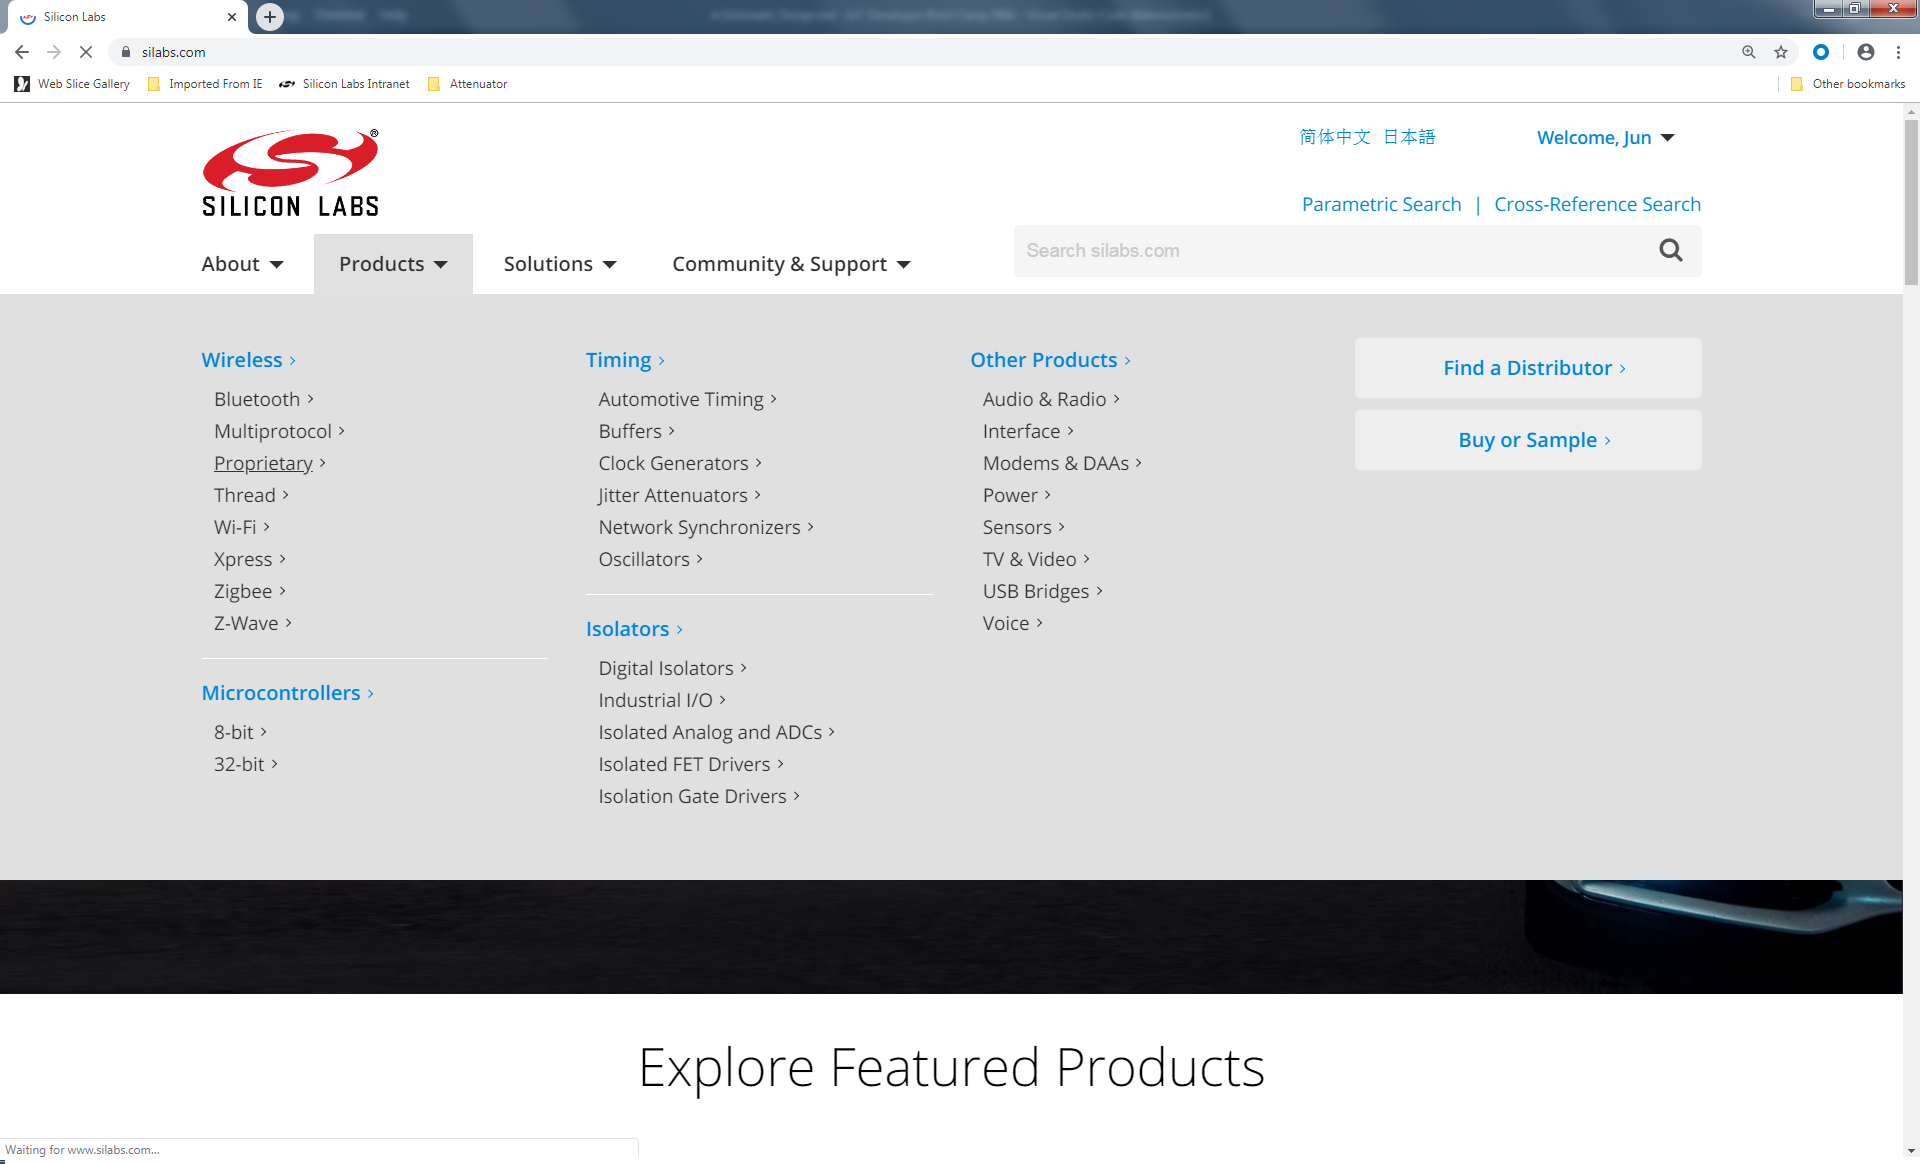 Silicon Labs
silabs.com
Web Slice Gallery
Imported From IE
Silicon Labs Intranet
Attenuator
Other bookmarks
SILICON LABS®
简体中文 日本語
Welcome, Jun
Parametric Search | Cross-Reference Search
About
Products
Solutions
Community & Support
Search silabs.com
Wireless
Bluetooth
Multiprotocol
Proprietary
Thread
Wi-Fi
Xpress
Zigbee
Z-Wave
Microcontrollers
8-bit
32-bit
Timing
Automotive Timing
Buffers
Clock Generators
Jitter Attenuators
Network Synchronizers
Oscillators
Isolators
Digital Isolators
Industrial I/O
Isolated Analog and ADCs
Isolated FET Drivers
Isolation Gate Drivers
Other Products
Audio & Radio
Interface
Modems & DAAs
Power
Sensors
TV & Video
USB Bridges
Voice
Find a Distributor
Buy or Sample
Explore Featured Products
Waiting for www.silabs.com...